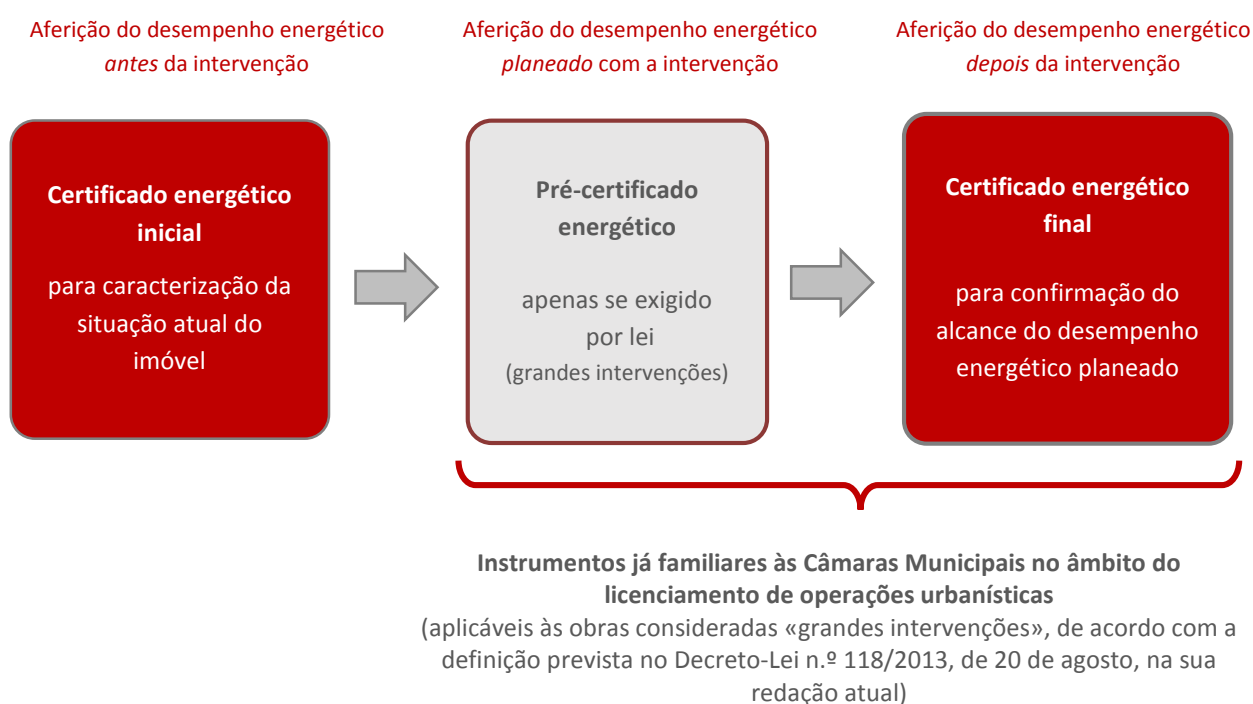 Aferição do desempenho energético
antes da intervenção
Aferição do desempenho energético
planeado com a intervenção
Aferição do desempenho energético
depois da intervenção
Certificado energético
inicial
para caracterização da
situação atual do
imóvel
Pré-certificado
energético
apenas se exigido
por lei
(grandes intervenções)
Certificado energético
final
para confirmação do
alcance do desempenho
energético planeado
Instrumentos já familiares às Câmaras Municipais no âmbito do
licenciamento de operações urbanísticas
(aplicáveis às obras consideradas «grandes intervenções», de acordo com a
definição prevista no Decreto-Lei n.º 118/2013, de 20 de agosto, na sua
redação atual)